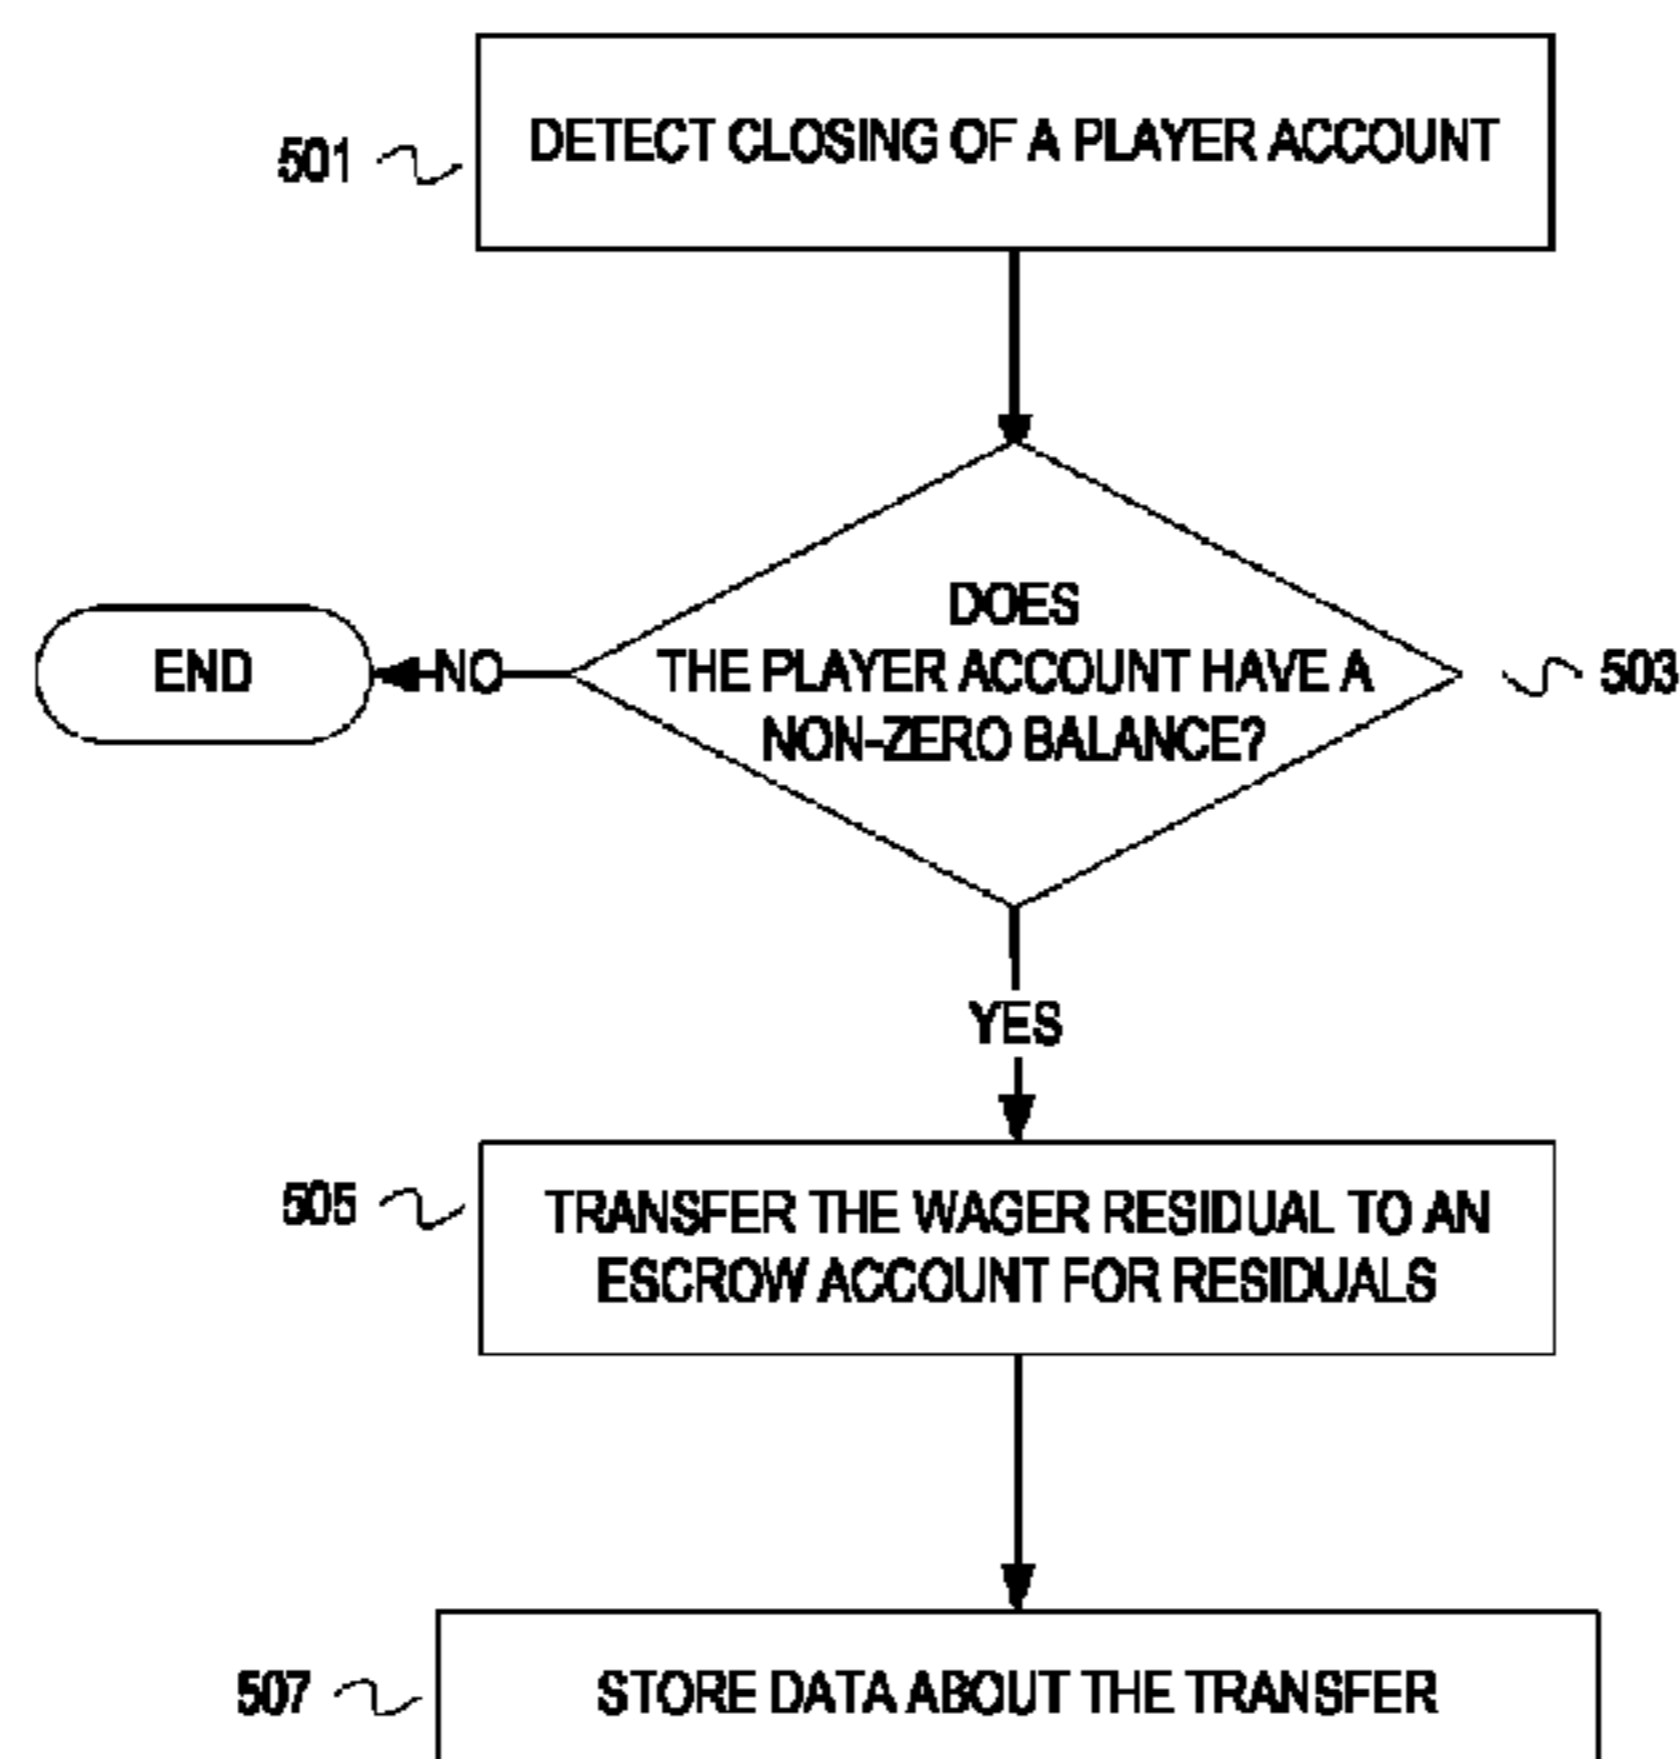 501
DETECT CLOSING OF A PLAYER ACCOUNT
DOES
THE PLAYER ACCOUNT HAVE A
NON-ZERO BALANCE?
503
NO
END
YES
505
TRANSFER THE WAGER RESIDUAL TO AN
ESCROW ACCOUNT FOR RESIDUALS
507
STORE DATA ABOUT THE TRANSFER